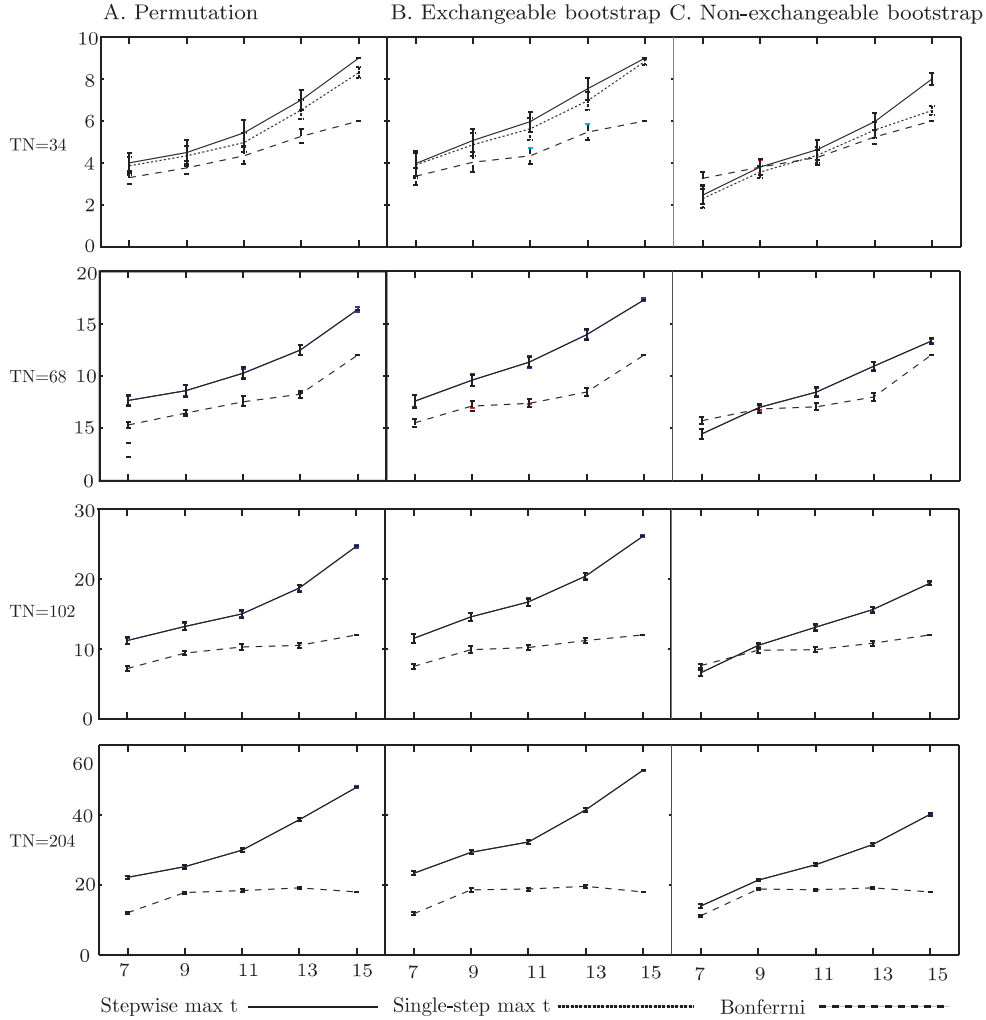 A. Permutation B. Exchangeable bootstrap C. Non-exchangeable bootstrap
10
8
6
TN=34
4
2
0
20
15
TN=68
10
15
0
30
20
TN=102
10
0
60
40
TN=204
20
0
7 9 11 13 15 7 9 11 13 15 7 9 11 13 15
Stepwise max t Single-step max t Bonferrni